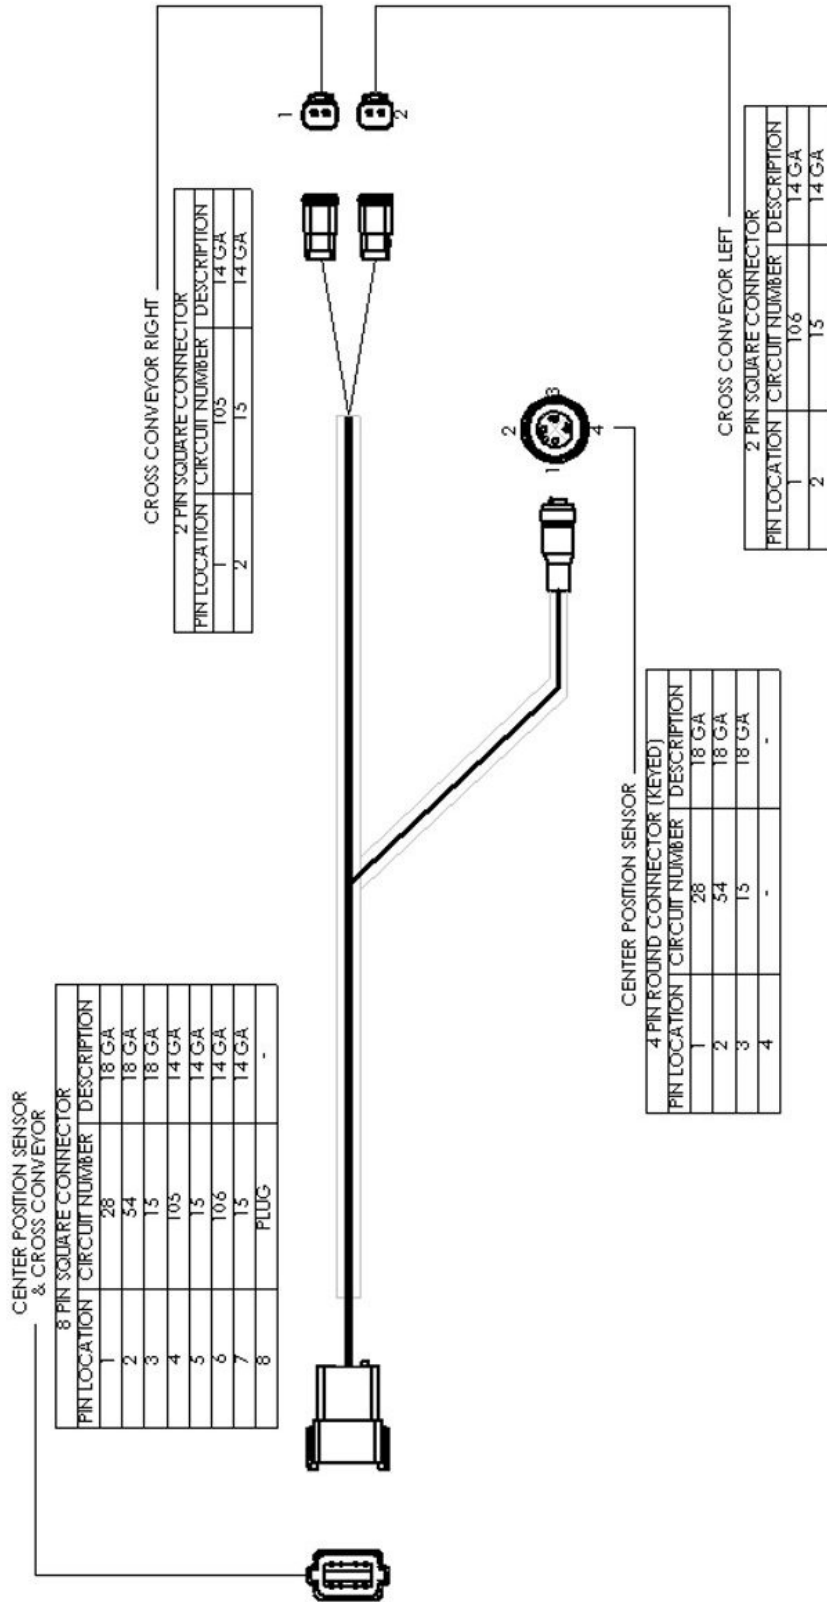 CENTER POSITION SENSOR
& CROSS CONVEYOR
8 PIN SQUARE CONNECTOR
PIN LOCATION CIRCUIT NUMBER DESCRIPTION
1 28 18 GA
2 54 18 GA
3 15 18 GA
4 105 14 GA
5 15 14 GA
6 106 14 GA
7 15 14 GA
8 PLUG -
CROSS CONVEYOR RIGHT
2 PIN SQUARE CONNECTOR
PIN LOCATION CIRCUIT NUMBER DESCRIPTION
1 105 14 GA
2 15 14 GA
1
2
2
1 3
4
CENTER POSITION SENSOR
4 PIN ROUND CONNECTOR (KEYED)
PIN LOCATION CIRCUIT NUMBER DESCRIPTION
1 28 18 GA
2 54 18 GA
3 15 18 GA
4 - -
CROSS CONVEYOR LEFT
2 PIN SQUARE CONNECTOR
PIN LOCATION CIRCUIT NUMBER DESCRIPTION
1 106 14 GA
2 15 14 GA